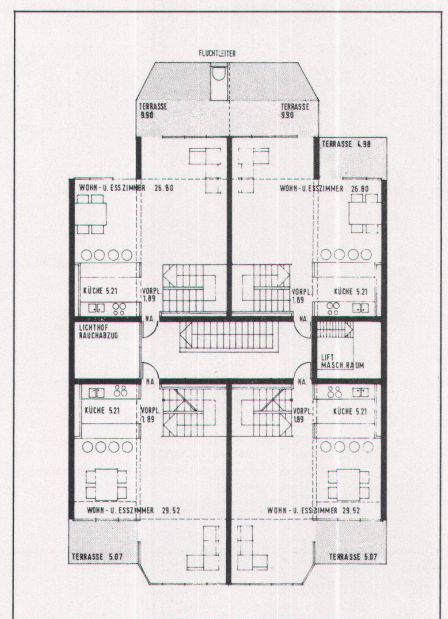 FLUCHTLEITER
TERRASSE
9.90
TERRASSE
9.90
TERRASSE 4.98
WOHN- U. ESSZIMMER 26.80
WOHN- U. ESSZIMMER 26.80
KÜCHE 5.21
VORPL.
1.89
VORPL.
1.89
KÜCHE 5.21
NA
NA
LICHTHOF
RAUCHABZUG
LIFT
MASCH.RAUM
NA
NA
KÜCHE 5.21
VORPL.
1.89
VORPL.
1.89
KÜCHE 5.21
WOHN- U. ESSZIMMER 29.52
WOHN- U. ESSZIMMER 29.52
TERRASSE 5.07
TERRASSE 5.07